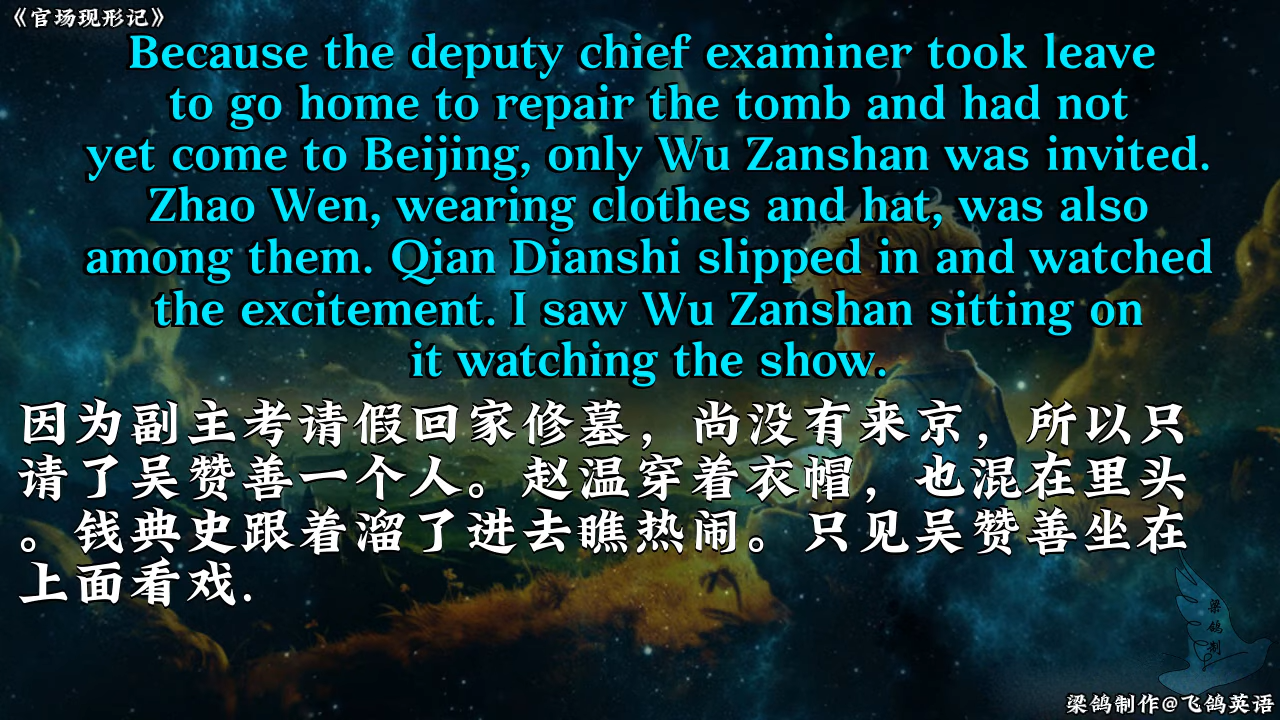 《官场现形记》
Because the deputy chief examiner took leave
to go home to repair the tomb and had not
yet come to Beijing, only Wu Zanshan was invited.
Zhao Wen, wearing clothes and hat, was also
among them. Qian Dianshi slipped in and watched
the excitement. I saw Wu Zanshan sitting on
it watching the show.
因为副主考请假回家修墓，尚没有来京，所以只
请了吴赞善一个人。赵温穿着衣帽，也混在里头
。钱典史跟着溜了进去瞧热闹。只见吴赞善坐在
上面看戏.
梁鸽制
梁鸽制作@飞鸽英语